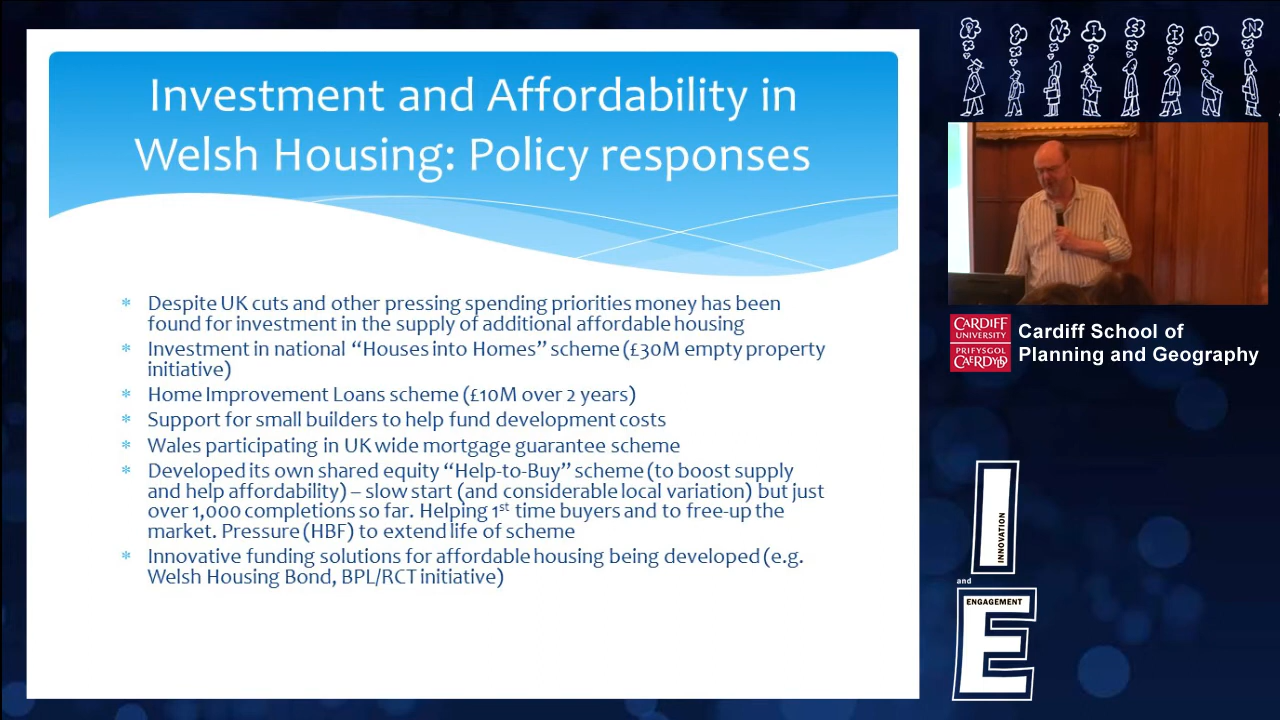 Investment and Affordability in
Welsh Housing: Policy responses
* Despite UK cuts and other pressing spending priorities money has been
found for investment in the supply of additional affordable housing
* Investment in national “Houses into Homes” scheme (£30M empty property
initiative)
* Home Improvement Loans scheme (£10M over 2 years)
* Support for small builders to help fund development costs
* Wales participating in UK wide mortgage guarantee scheme
* Developed its own shared equity “Help-to-Buy” scheme (to boost supply
and help affordability) – slow start (and considerable local variation) but just
over 1,000 completions so far. Helping 1st time buyers and to free-up the
market. Pressure (HBF) to extend life of scheme
* Innovative funding solutions for affordable housing being developed (e.g.
Welsh Housing Bond, BPL/RCT initiative)
CARDIFF
UNIVERSITY
PRIFYSGOL
CAERDYDD
Cardiff School of
Planning and Geography
I
INNOVATION
and
ENGAGEMENT
E